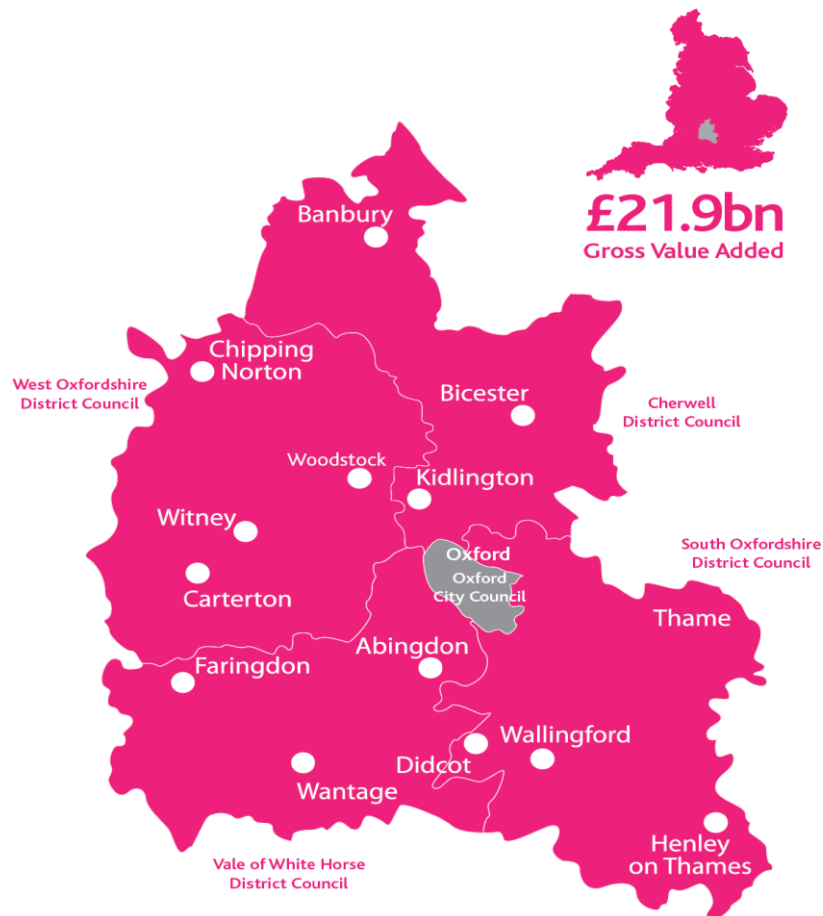 £21.9bn
Gross Value Added
Banbury
Chipping
Norton
West Oxfordshire
District Council
Bicester
Cherwell
District Council
Woodstock
Kidlington
Witney
Oxford
Oxford
City Council
South Oxfordshire
District Council
Carterton
Thame
Abingdon
Faringdon
Wallingford
Didcot
Wantage
Henley
on Thames
Vale of White Horse
District Council